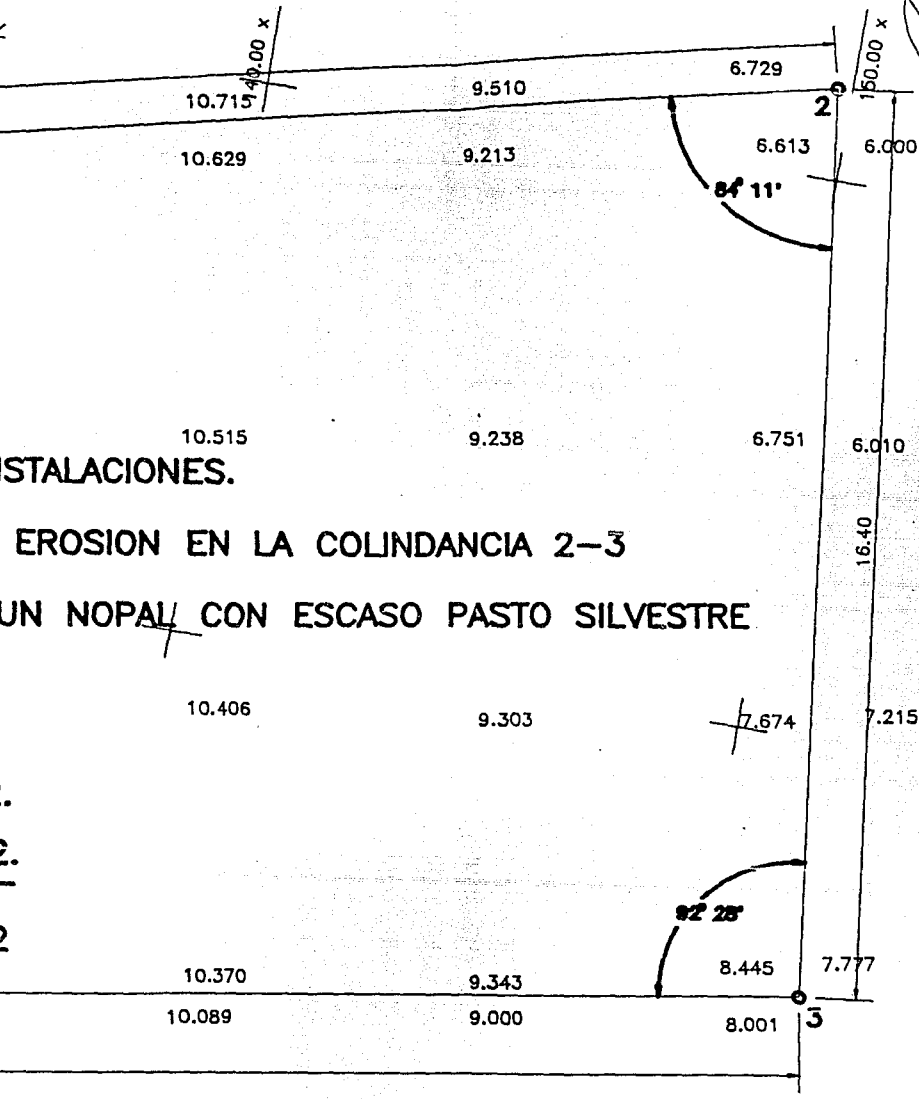 140.00 x
150.00 x
10.715 9.510 6.729
2
10.629 9.213 6.613 6.000
84° 11'
10.515 9.238 6.751 6.010
NSTALACIONES.
16.40
EROSION EN LA COLINDANCIA 2-3
UN NOPAL CON ESCASO PASTO SILVESTRE
10.406 9.303 7.674 7.215
92° 28'
10.370 9.343 8.445 7.777
10.089 9.000 8.001 3